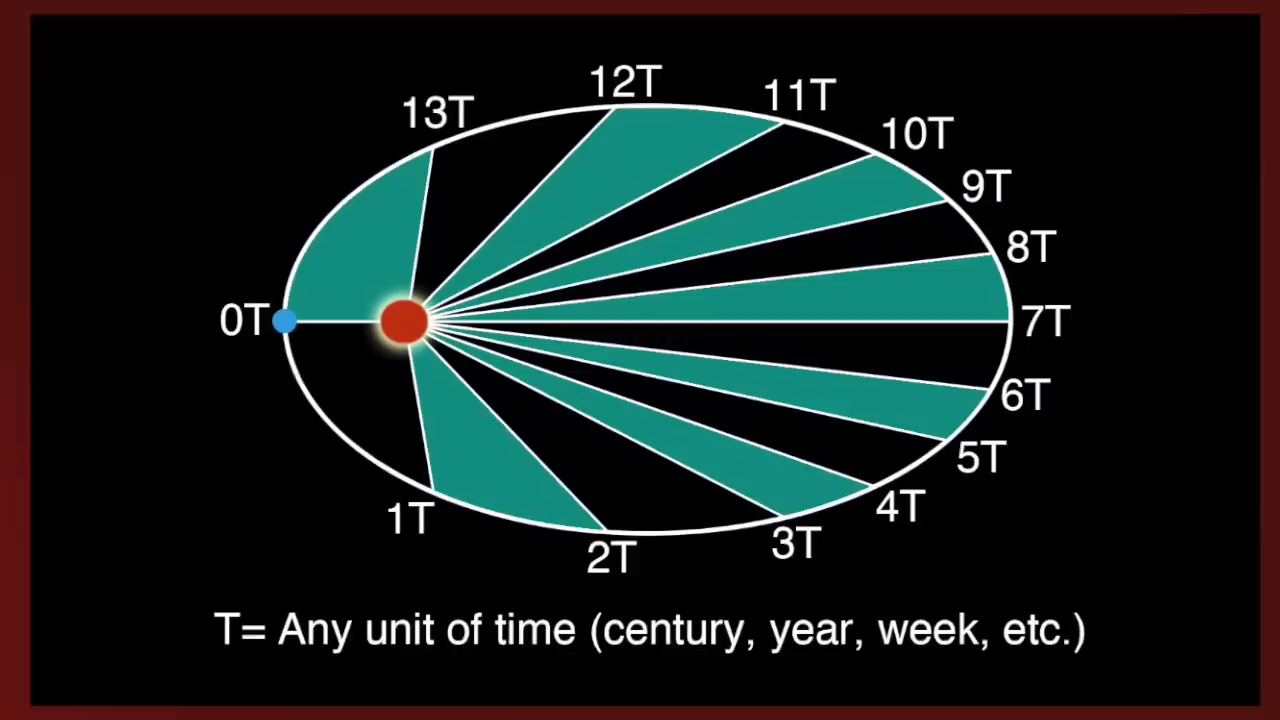 12T
11T
13T
10T
9T
8T
0T
7T
6T
5T
4T
1T
3T
2T
T= Any unit of time (century, year, week, etc.)